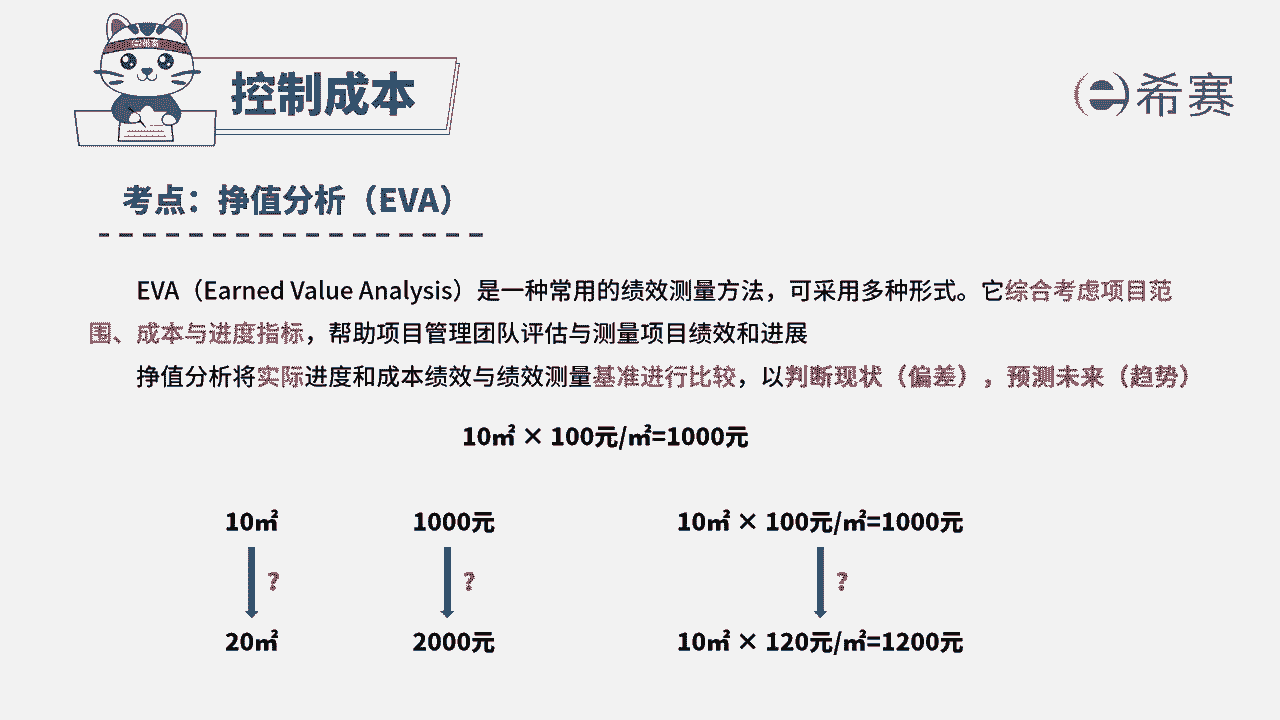 控制成本
希赛
考点：挣值分析（EVA）
EVA（Earned Value Analysis）是一种常用的绩效测量方法，可采用多种形式。它综合考虑项目范
围、成本与进度指标，帮助项目管理团队评估与测量项目绩效和进展
挣值分析将实际进度和成本绩效与绩效测量基准进行比较，以判断现状（偏差），预测未来（趋势）
10㎡ × 100元/㎡=1000元
10㎡ 1000元 10㎡ × 100元/㎡=1000元
? ? ?
20㎡ 2000元 10㎡ × 120元/㎡=1200元